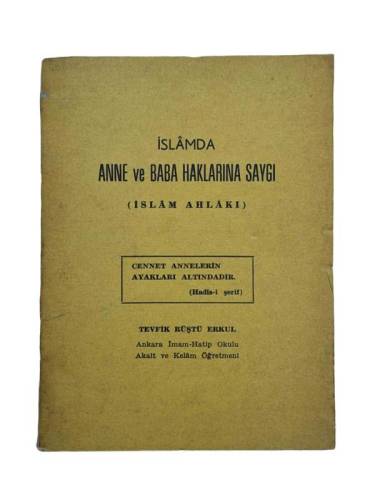 İSLÂMDA
ANNE ve BABA HAKLARINA SAYGI
(İSLÂM AHLÂKI)
CENNET ANNELERİN
AYAKLARI ALTINDADIR.
(Hadîs-i şerif)
TEVFİK RÜŞTÜ ERKUL
Ankara İmam-Hatip Okulu
Akait ve Kelâm Öğretmeni